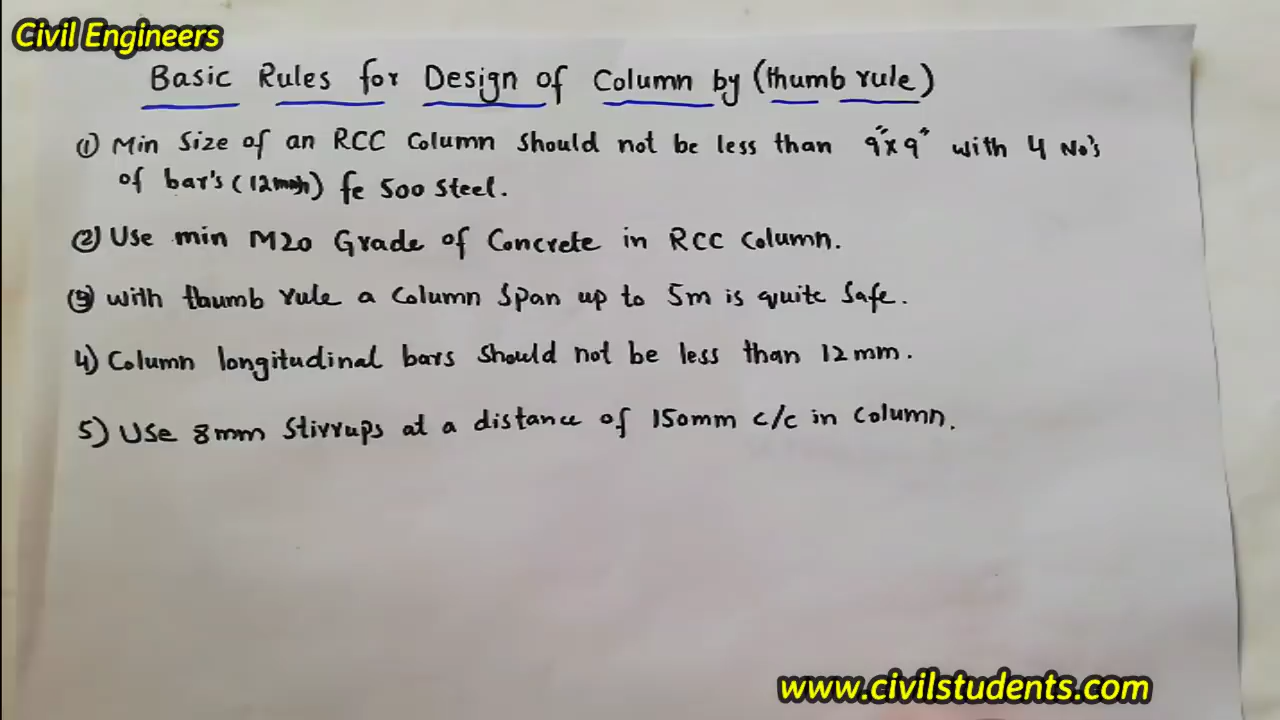 Civil Engineers
Basic Rules for Design of Column by (thumb rule)
① Min Size of an RCC Column Should not be less than 9"x9" with 4 No's
of bar's ( ) fe 500 Steel.
② Use min M20 Grade of Concrete in RCC Column.
③ with thumb rule a Column Span up to 5m is quite Safe.
4) Column longitudinal bars Should not be less than 12mm.
5) Use 8mm Stirrups at a distance of 150mm c/c in Column.
www.civilstudents.com